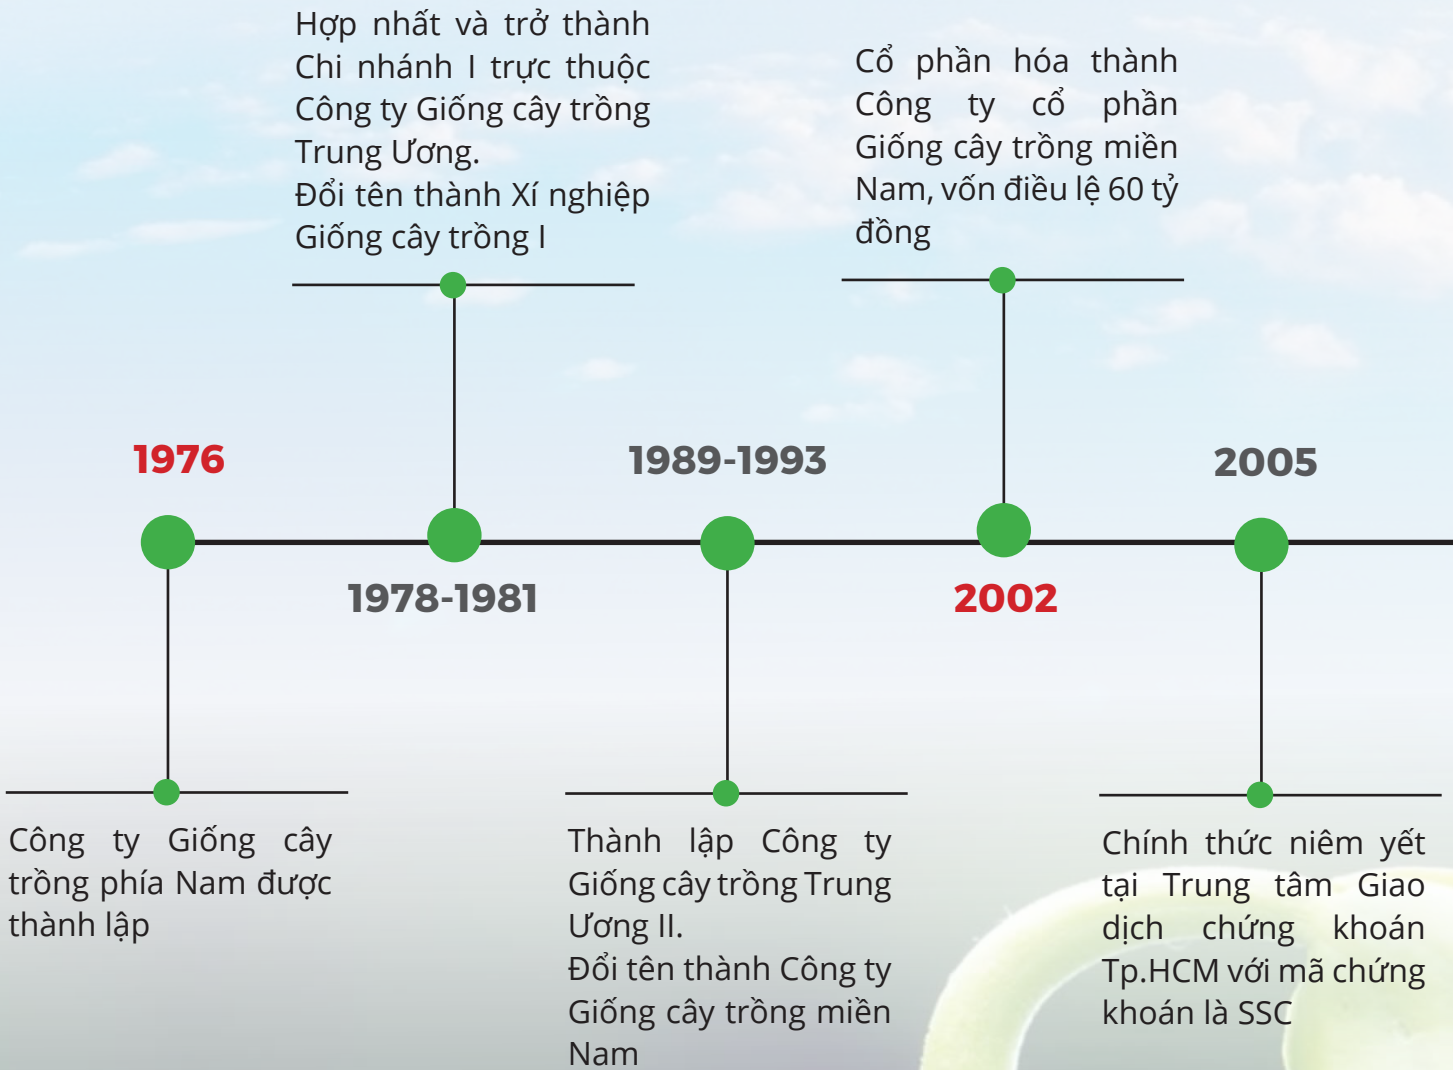 Hợp nhất và trở thành
Chi nhánh I trực thuộc
Công ty Giống cây trồng
Trung Ương.
Đổi tên thành Xí nghiệp
Giống cây trồng I
Cổ phần hóa thành
Công ty cổ phần
Giống cây trồng miền
Nam, vốn điều lệ 60 tỷ
đồng
1976
1989-1993
2005
1978-1981
2002
Công ty Giống cây
trồng phía Nam được
thành lập
Thành lập Công ty
Giống cây trồng Trung
Ương II.
Đổi tên thành Công ty
Giống cây trồng miền
Nam
Chính thức niêm yết
tại Trung tâm Giao
dịch chứng khoán
Tp.HCM với mã chứng
khoán là SSC